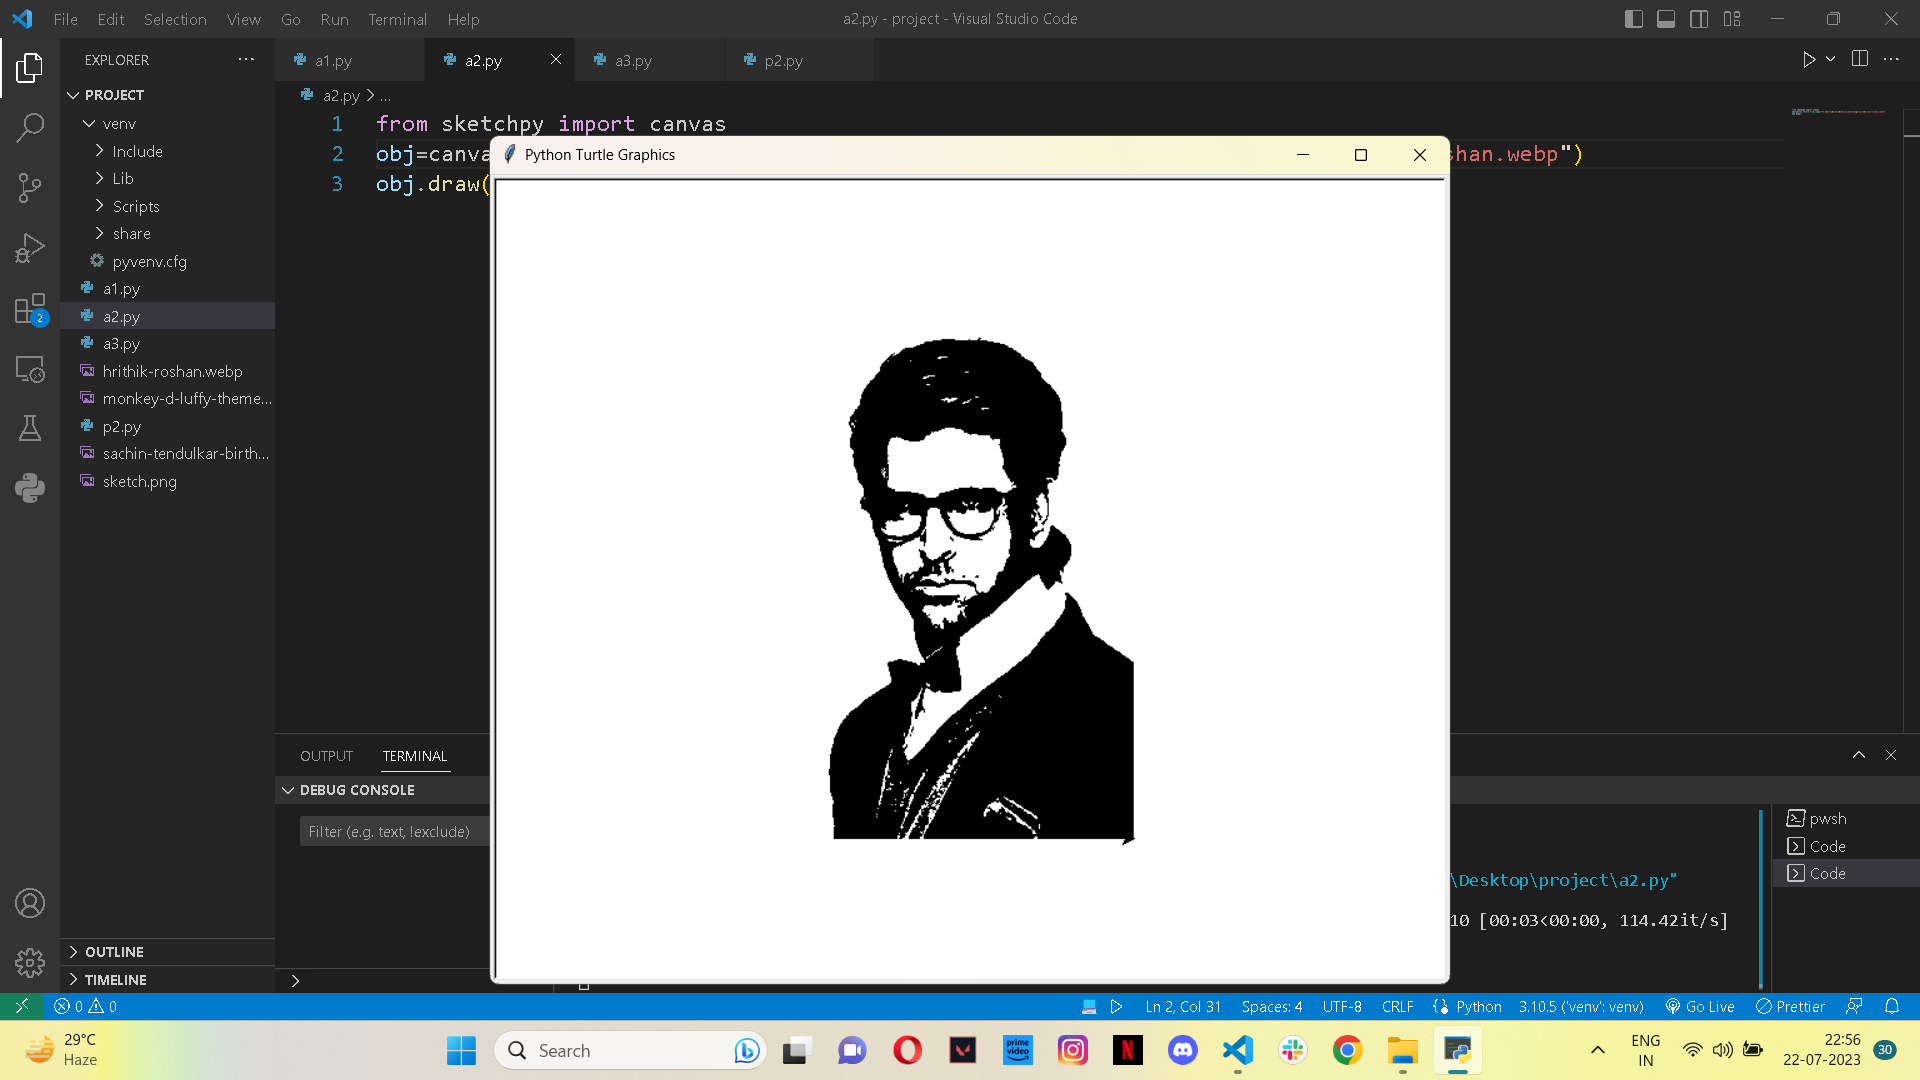 File Edit Selection View Go Run Terminal Help
a2.py - project - Visual Studio Code
EXPLORER
PROJECT
venv
Include
Lib
Scripts
share
pyvenv.cfg
a1.py
a2.py
a3.py
hrithik-roshan.webp
monkey-d-luffy-theme...
p2.py
sachin-tendulkar-birth...
sketch.png
OUTLINE
TIMELINE
a1.py a2.py a3.py p2.py
a2.py > ...
1 from sketchpy import canvas
2 obj=canva shan.webp")
3 obj.draw(
Python Turtle Graphics
OUTPUT TERMINAL
DEBUG CONSOLE
Filter (e.g. text, !exclude)
\Desktop\project\a2.py"
10 [00:03<00:00, 114.42it/s]
pwsh
Code
Code
2
0 0
Ln 2, Col 31 Spaces: 4 UTF-8 CRLF Python 3.10.5 ('venv': venv) Go Live Prettier
29°C
Haze
Search
prime video
N
ENG
IN
22:56
22-07-2023
30